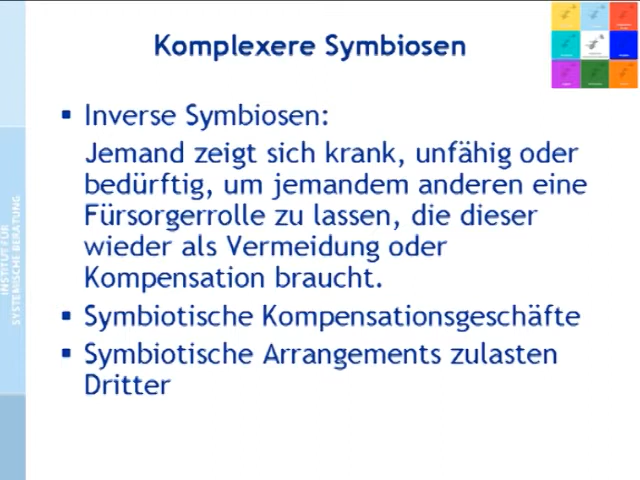 Komplexere Symbiosen
▪ Inverse Symbiosen:
Jemand zeigt sich krank, unfähig oder
bedürftig, um jemandem anderen eine
Fürsorgerrolle zu lassen, die dieser
wieder als Vermeidung oder
Kompensation braucht.
▪ Symbiotische Kompensationsgeschäfte
▪ Symbiotische Arrangements zulasten
Dritter
INSTITUT FÜR
SYSTEMISCHE BERATUNG